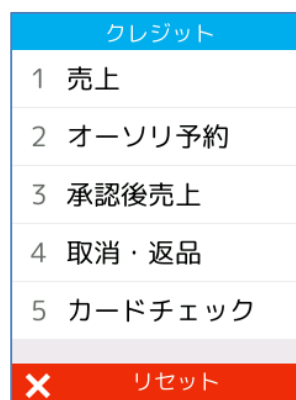 クレジット
1 売上
2 オーソリ予約
3 承認後売上
4 取消・返品
5 カードチェック
リセット